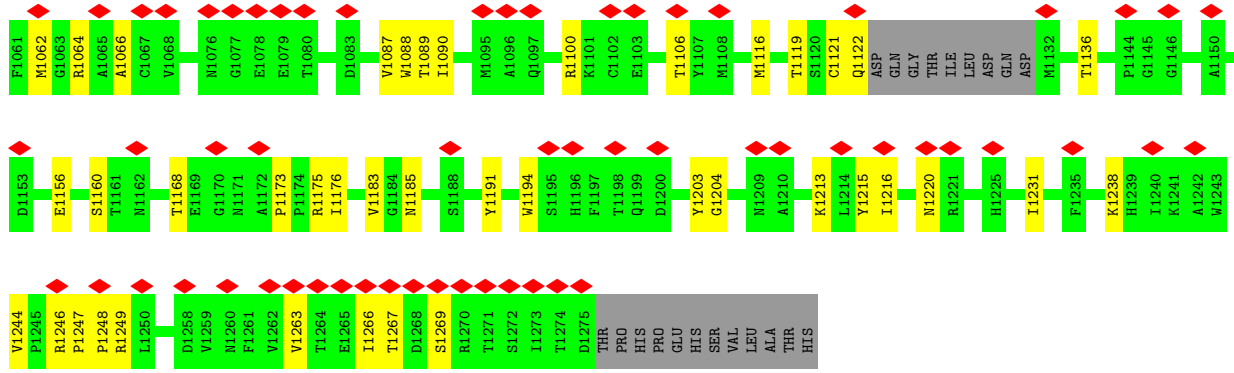 F1061 M1062 G1063 R1064 A1065 A1066 C1067 V1068 N1076 G1077 E1078 E1079 T1080 D1083 V1087 W1088 T1089 I1090 M1095 A1096 Q1097 R1100 K1101 C1102 E1103 T1106 Y1107 M1108 M1116 T1119 S1120 C1121 Q1122 ASP GLN GLY THR ILE LEU ASP GLN ASP M1132 T1136 P1144 G1145 G1146 A1150
D1153 E1156 S1160 T1161 N1162 T1168 E1169 G1170 N1171 A1172 P1173 P1174 R1175 I1176 V1183 G1184 N1185 S1188 Y1191 W1194 S1195 H1196 F1197 T1198 Q1199 D1200 Y1203 G1204 N1209 A1210 K1213 L1214 Y1215 I1216 N1220 R1221 H1225 I1231 F1235 K1238 H1239 I1240 K1241 A1242 W1243
V1244 P1245 R1246 P1247 P1248 R1249 L1250 D1258 V1259 N1260 F1261 V1262 V1263 T1264 E1265 I1266 T1267 D1268 S1269 R1270 T1271 S1272 I1273 T1274 D1275 THR PRO HIS PRO GLU HIS SER VAL LEU ALA THR HIS